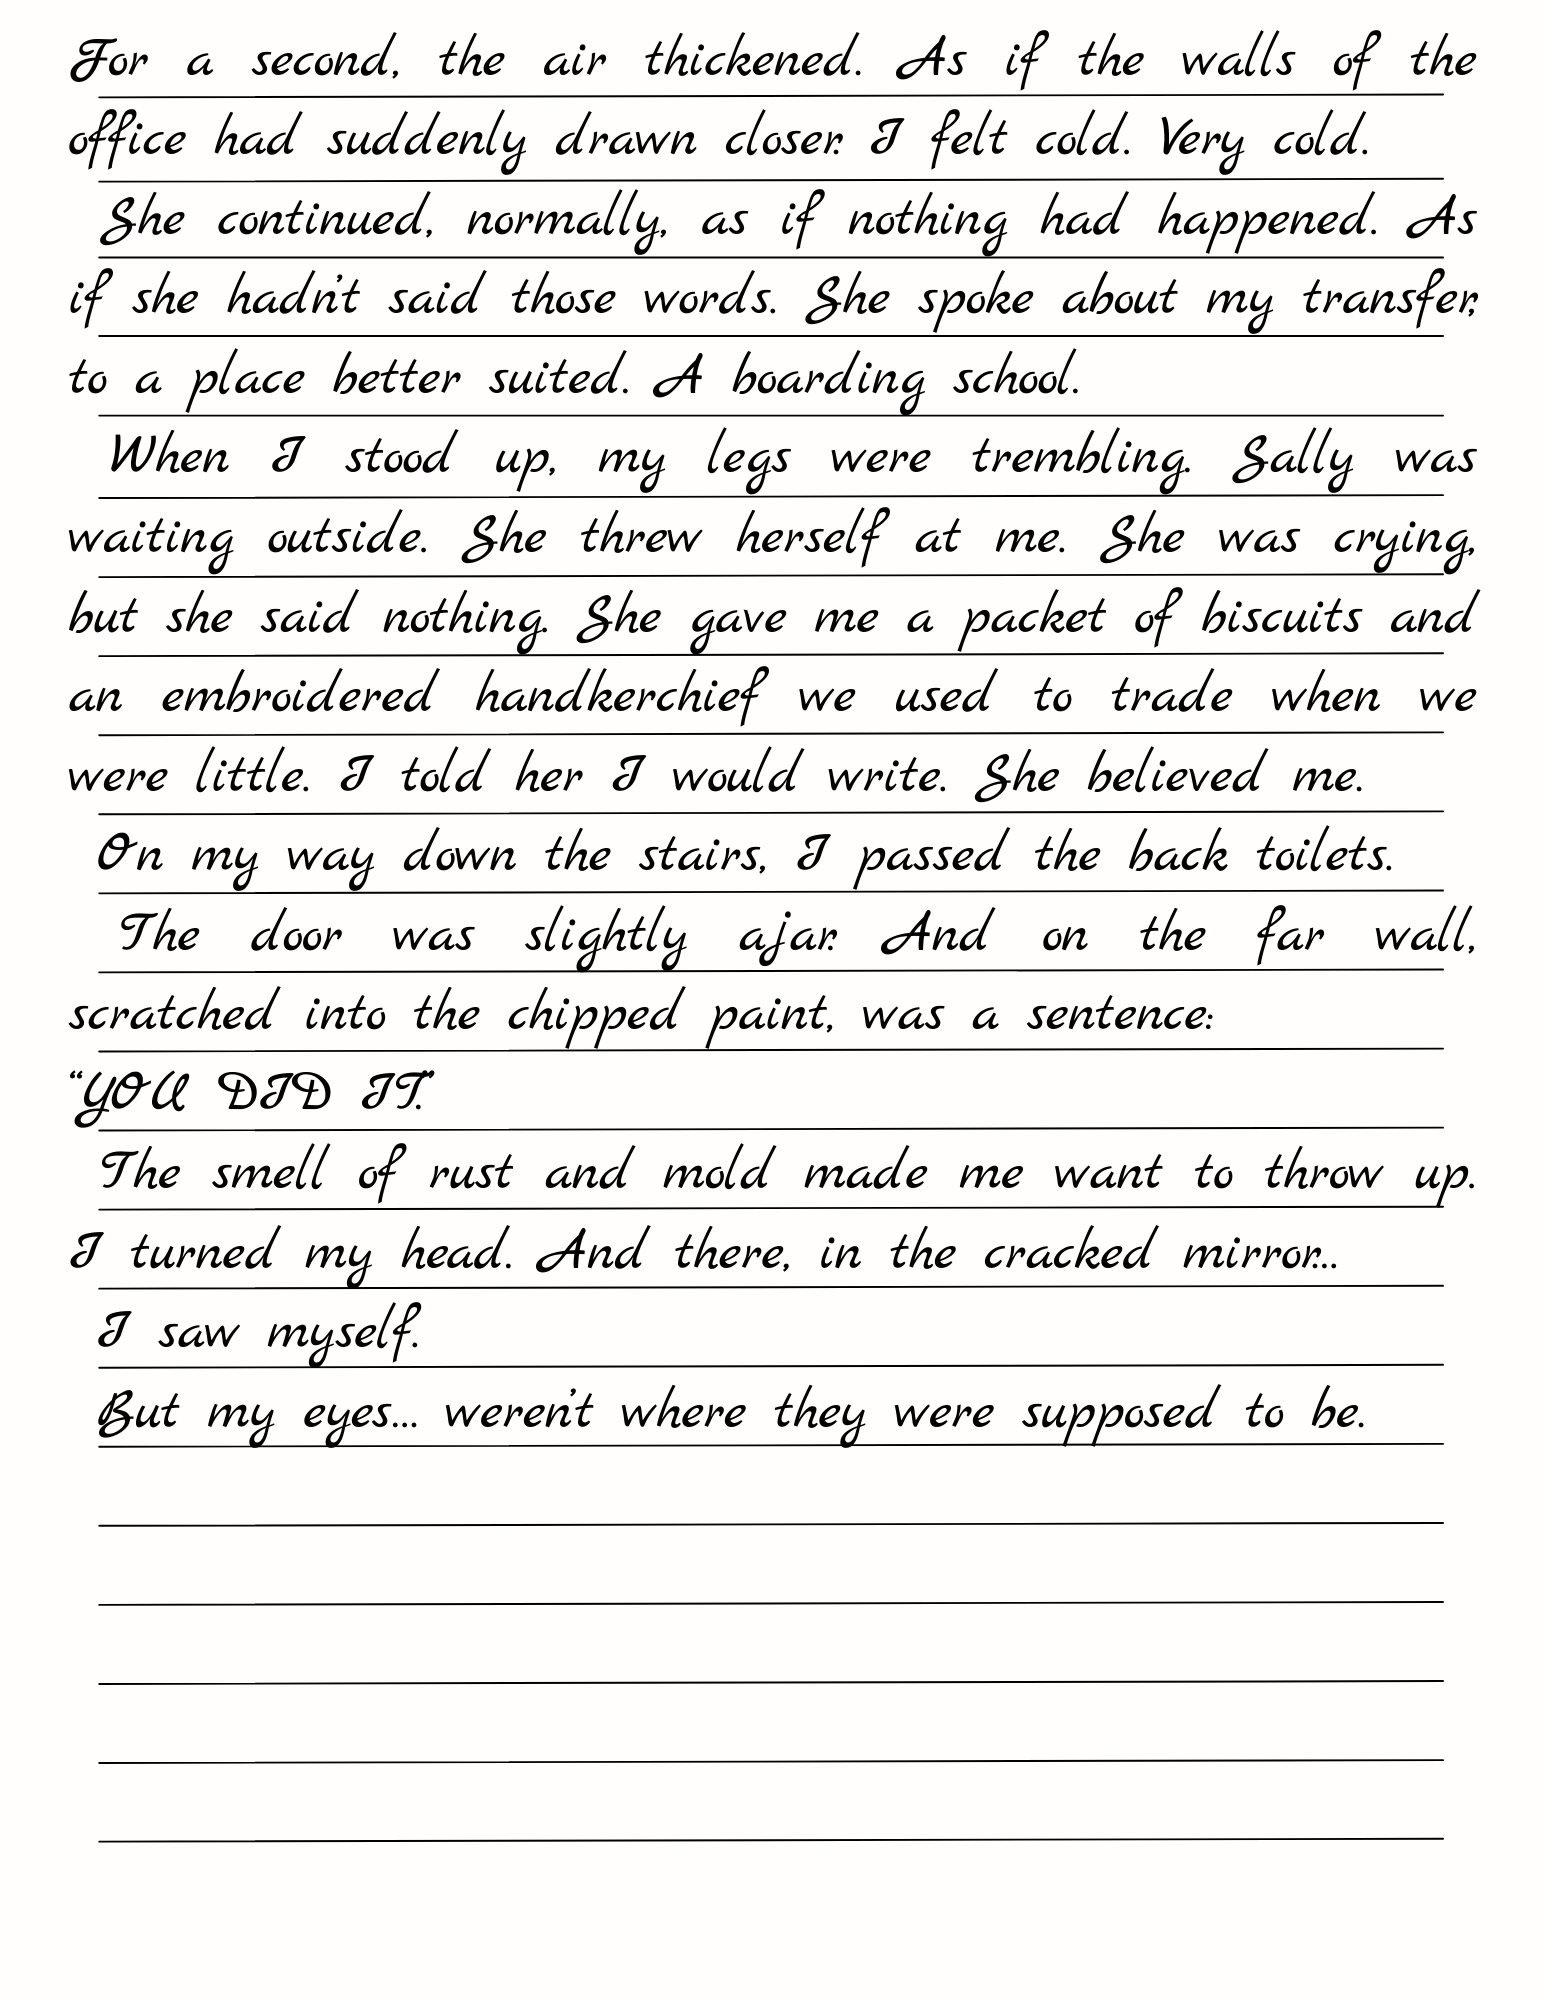 For a second, the air thickened. As if the walls of the
office had suddenly drawn closer. I felt cold. Very cold.
She continued, normally, as if nothing had happened. As
if she hadn't said those words. She spoke about my transfer,
to a place better suited. A boarding school.
When I stood up, my legs were trembling. Sally was
waiting outside. She threw herself at me. She was crying,
but she said nothing. She gave me a packet of biscuits and
an embroidered handkerchief we used to trade when we
were little. I told her I would write. She believed me.
On my way down the stairs, I passed the back toilets.
The door was slightly ajar. And on the far wall,
scratched into the chipped paint, was a sentence:
“YOU DID IT.”
The smell of rust and mold made me want to throw up.
I turned my head. And there, in the cracked mirror...
I saw myself.
But my eyes... weren't where they were supposed to be.